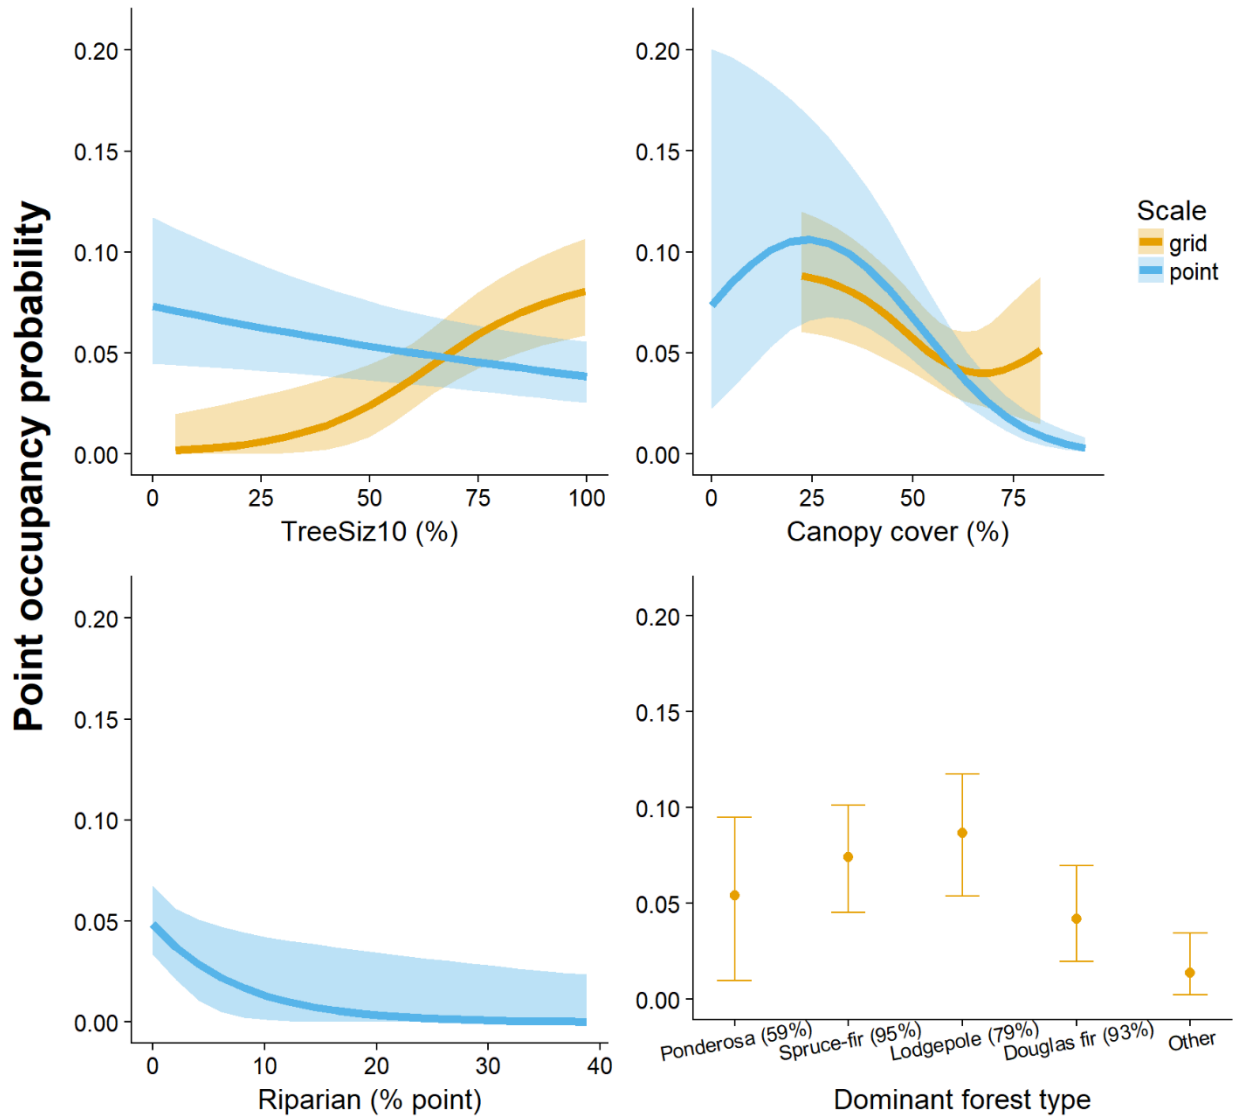 Point occupancy probability
0.20
0.15
0.10
0.05
0.00
0 25 50 75 100
TreeSiz10 (%)
0.20
0.15
0.10
0.05
0.00
0 25 50 75
Canopy cover (%)
Scale
grid
point
0.20
0.15
0.10
0.05
0.00
0 10 20 30 40
Riparian (% point)
0.20
0.15
0.10
0.05
0.00
Ponderosa (59%) Spruce-fir (95%) Lodgepole (79%) Douglas fir (93%) Other
Dominant forest type